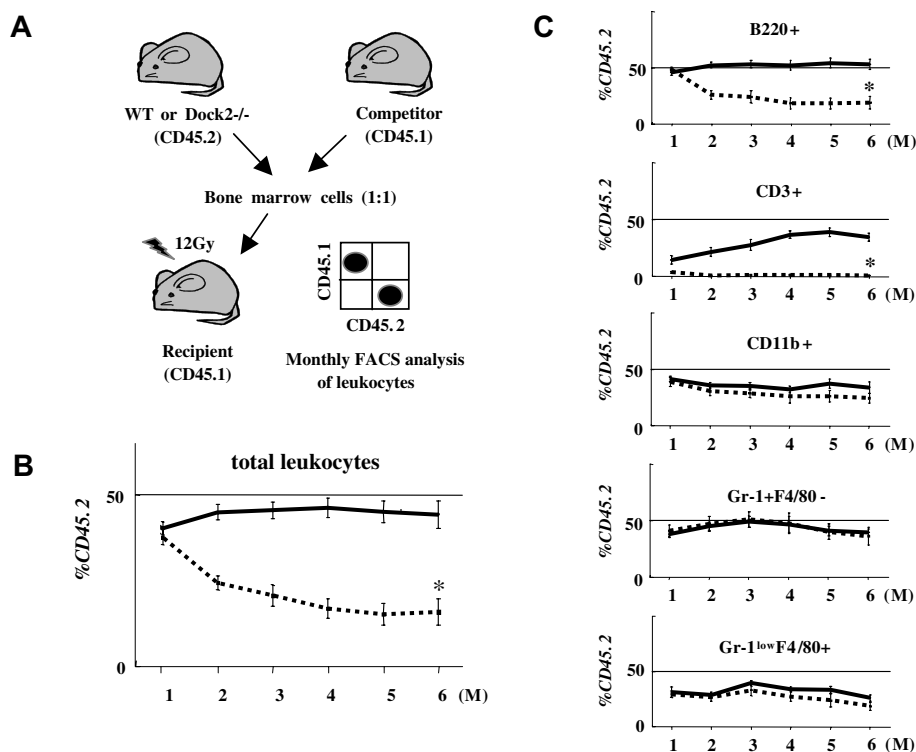 A
WT or Dock2-/-
(CD45.2)
Competitor
(CD45.1)
Bone marrow cells (1:1)
12Gy
Recipient
(CD45.1)
CD45.1
CD45.2
Monthly FACS analysis
of leukocytes
B
total leukocytes
%CD45.2
50
0
*
1 2 3 4 5 6 (M)
C
B220+
%CD45.2
50
0
*
1 2 3 4 5 6 (M)
CD3+
%CD45.2
50
0
*
1 2 3 4 5 6 (M)
CD11b+
%CD45.2
50
0
1 2 3 4 5 6 (M)
Gr-1+F4/80-
%CD45.2
50
0
1 2 3 4 5 6 (M)
Gr-1lowF4/80+
%CD45.2
50
0
1 2 3 4 5 6 (M)